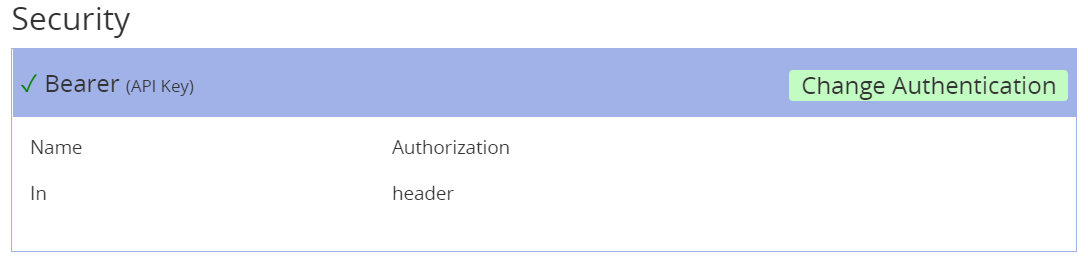 Security
✓ Bearer (API Key) Change Authentication
Name Authorization
In header